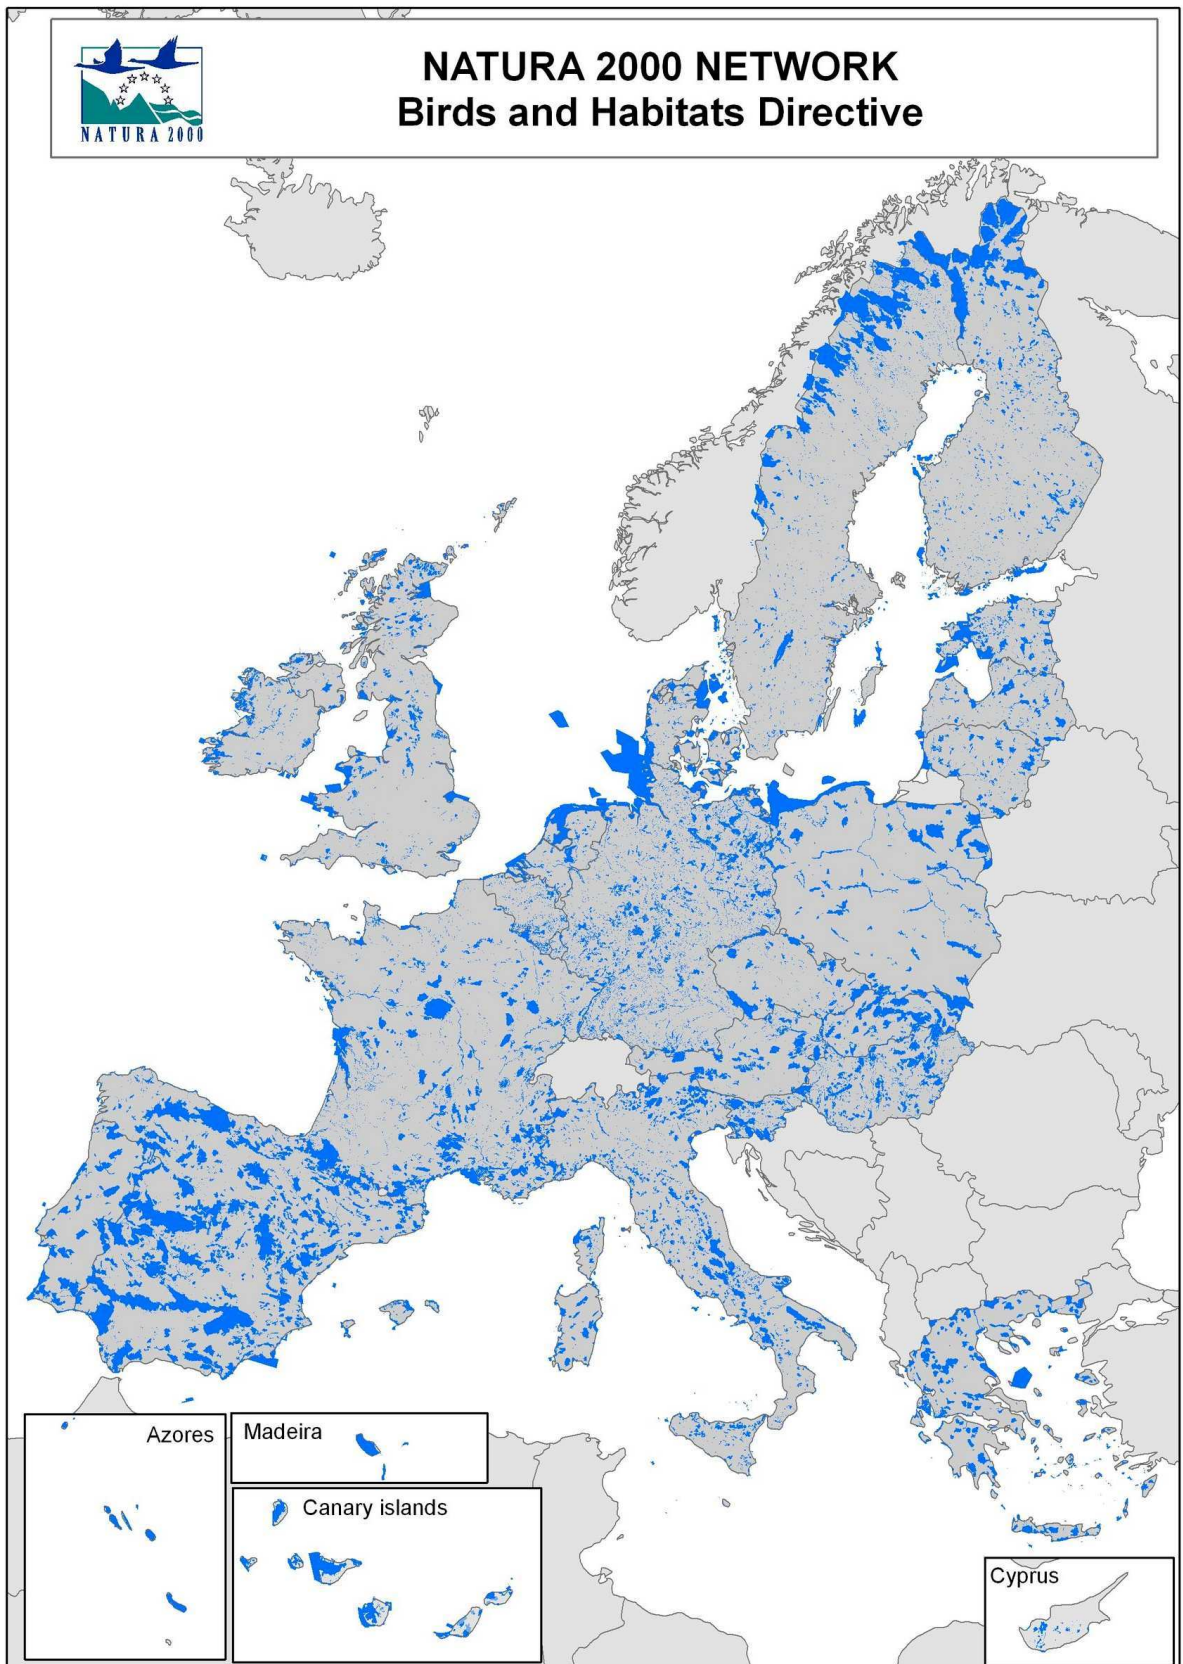 NATURA 2000
NATURA 2000 NETWORK
Birds and Habitats Directive
Azores
Madeira
Canary islands
Cyprus